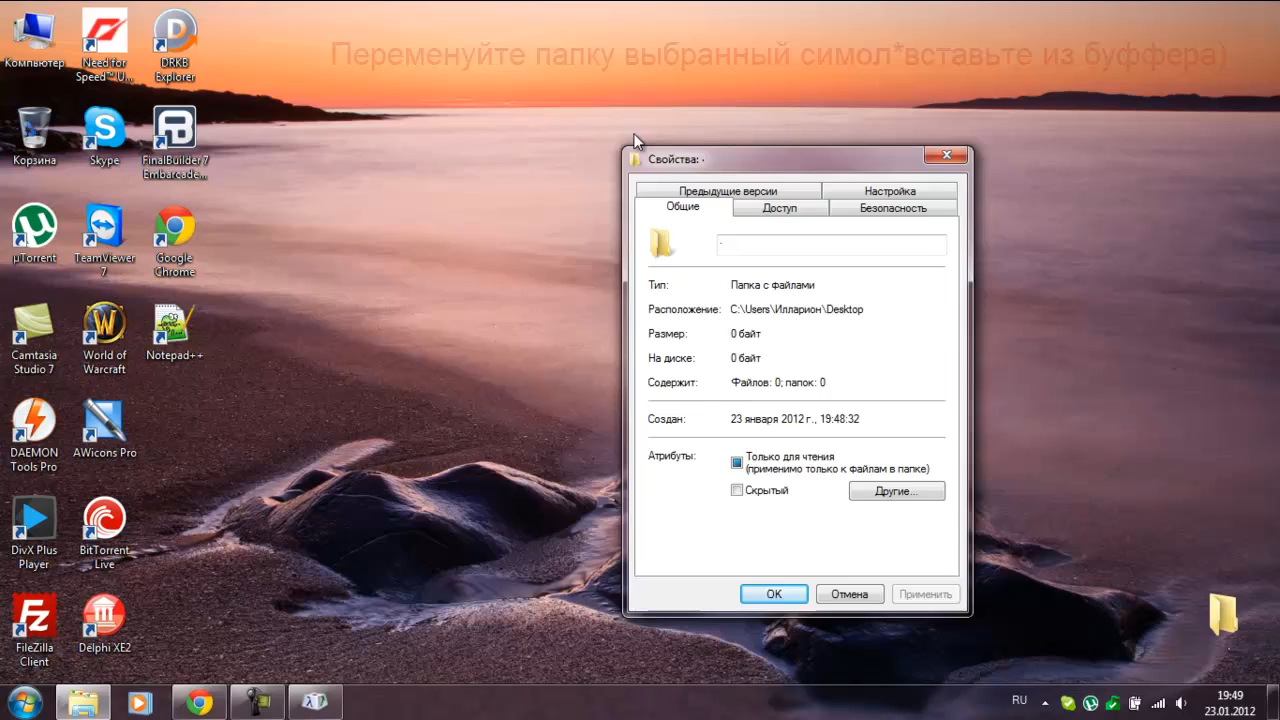 Переменуйте папку выбранный симол*вставьте из буффера)
Компьютер
Need for
Speed™ U...
DRKB
Explorer
Корзина
Skype
FinalBuilder7
Embarcade...
µTorrent
TeamViewer
7
Google
Chrome
Camtasia
Studio 7
World of
Warcraft
Notepad++
DAEMON
Tools Pro
AWicons Pro
DivX Plus
Player
BitTorrent
Live
FileZilla
Client
Delphi XE2
Свойства: ·
Предыдущие версии
Настройка
Общие
Доступ
Безопасность
·
Тип: Папка с файлами
Расположение: C:\Users\Илларион\Desktop
Размер: 0 байт
На диске: 0 байт
Содержит: Файлов: 0; папок: 0
Создан: 23 января 2012 г., 19:48:32
Атрибуты: Только для чтения
(применимо только к файлам в папке)
Скрытый
Другие...
OK
Отмена
Применить
RU
19:49
23.01.2012